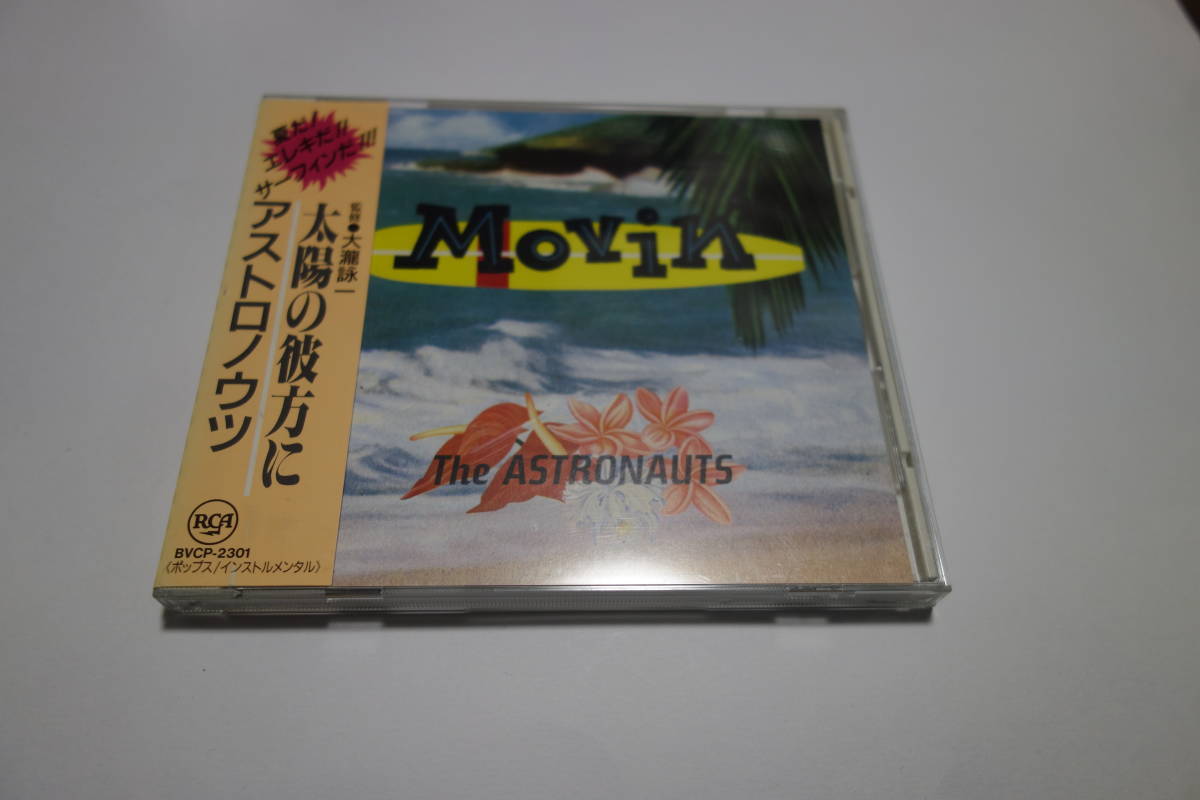 夏だ!
エレキだ!!
サーフィンだ!!!
監修●大瀧詠一
太陽の彼方に
アストロノウツ
RCA
BVCP-2301
《ポップス/インストルメンタル》
Movin
The ASTRONAUTS